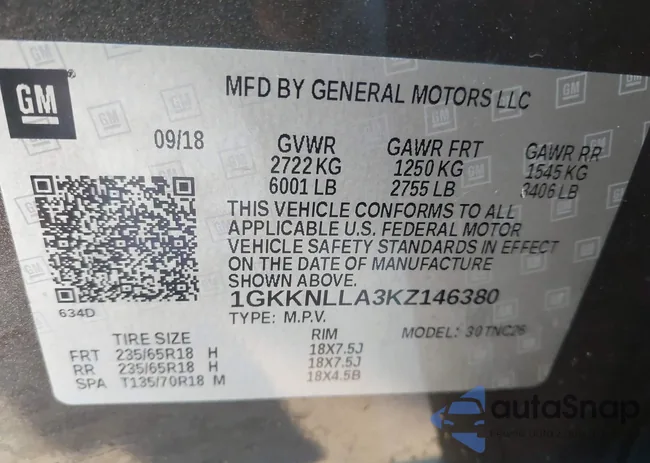 GM
MFD BY GENERAL MOTORS LLC
09/18 GVWR GAWR FRT GAWR RR
2722 KG 1250 KG 1545 KG
6001 LB 2755 LB 3406 LB
THIS VEHICLE CONFORMS TO ALL
APPLICABLE U.S. FEDERAL MOTOR
VEHICLE SAFETY STANDARDS IN EFFECT
ON THE DATE OF MANUFACTURE
SHOWN ABOVE.
1GKKNLLA3KZ146380
634D
TYPE: M.P.V. MODEL: 30TNC26
TIRE SIZE RIM
FRT 235/65R18 H 18X7.5J
RR 235/65R18 H 18X7.5J
SPA T135/70R18 M 18X4.5B
autoSnap